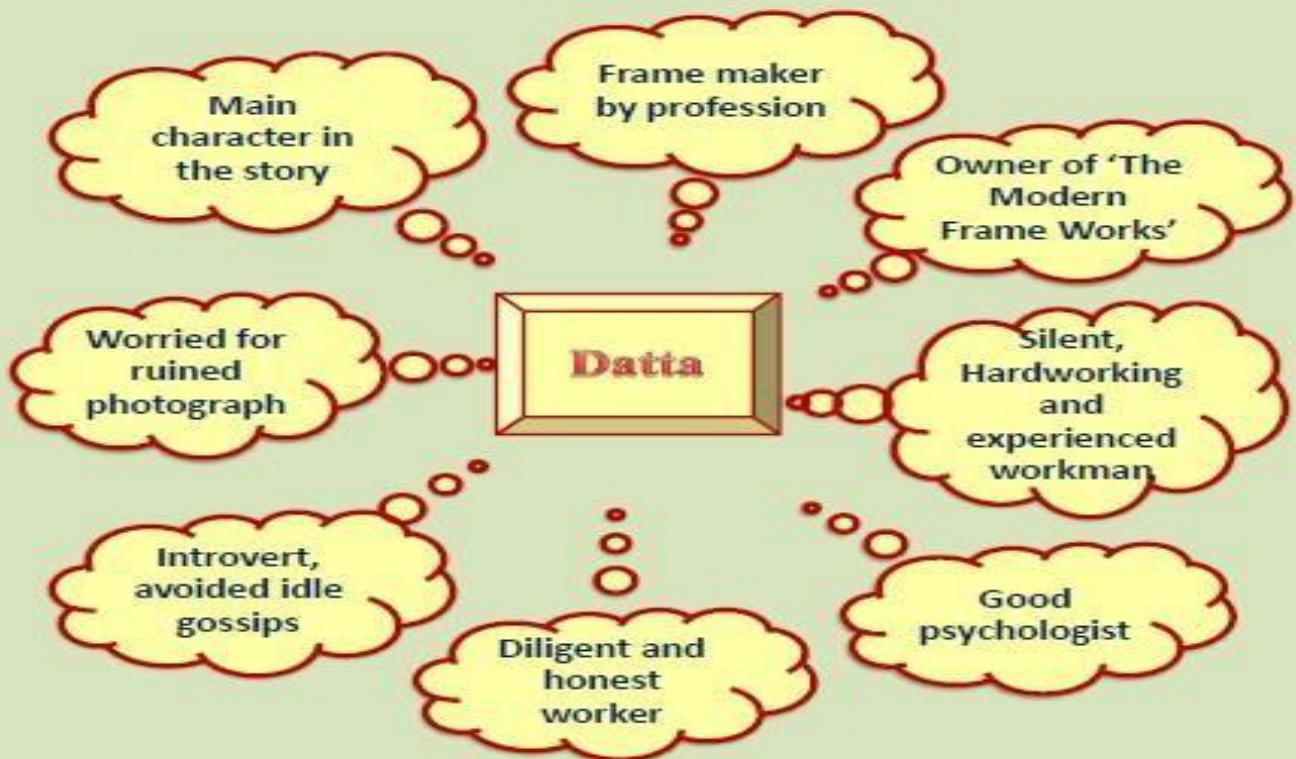 Main
character in
the story
Frame maker
by profession
Owner of ‘The
Modern
Frame Works’
Worried for
ruined
photograph
Datta
Silent,
Hardworking
and
experienced
workman
Introvert,
avoided idle
gossips
Diligent and
honest
worker
Good
psychologist